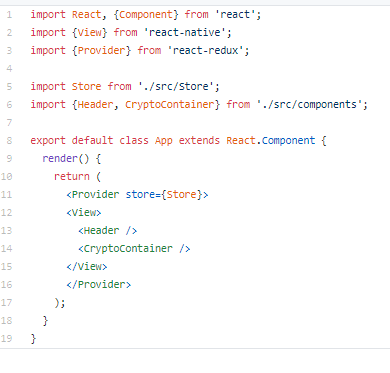 1 import React, {Component} from 'react';
2 import {View} from 'react-native';
3 import {Provider} from 'react-redux';
4
5 import Store from './src/Store';
6 import {Header, CryptoContainer} from './src/components';
7
8 export default class App extends React.Component {
9   render() {
10     return (
11       <Provider store={Store}>
12       <View>
13         <Header />
14         <CryptoContainer />
15       </View>
16       </Provider>
17     );
18   }
19 }